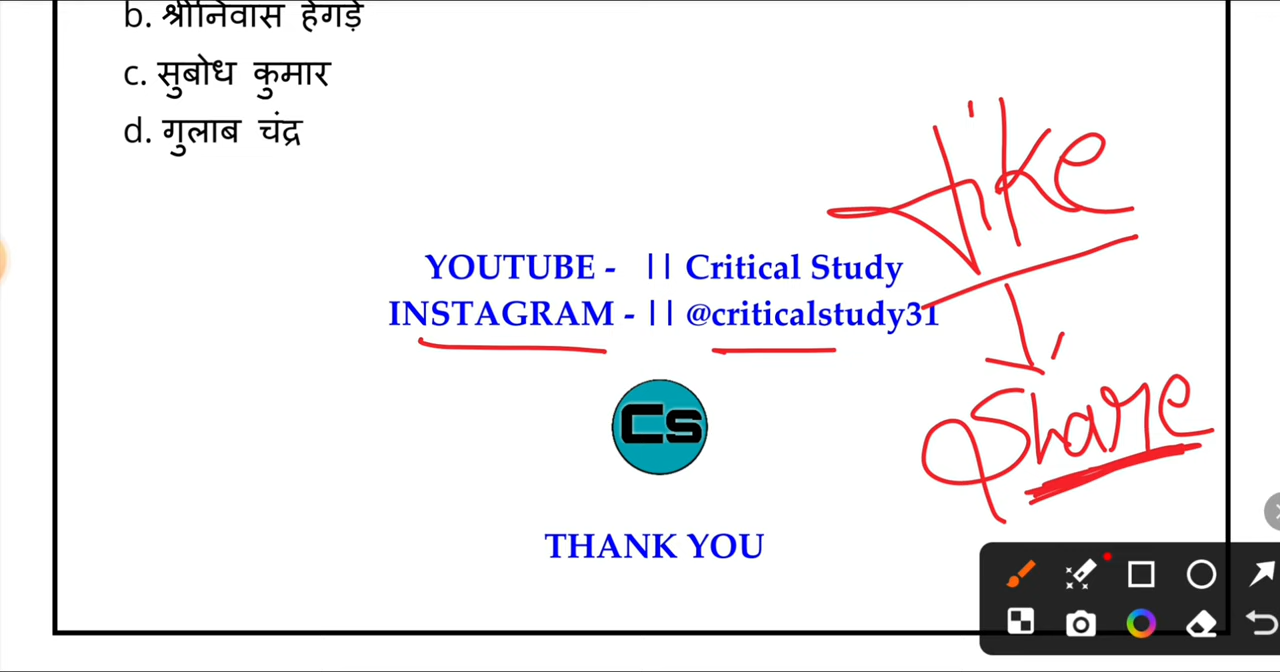 b. श्रीनिवास हेगड़े
c. सुबोध कुमार
d. गुलाब चंद्र
like
YOUTUBE - || Critical Study
INSTAGRAM - || @criticalstudy31
Share
Cs
THANK YOU